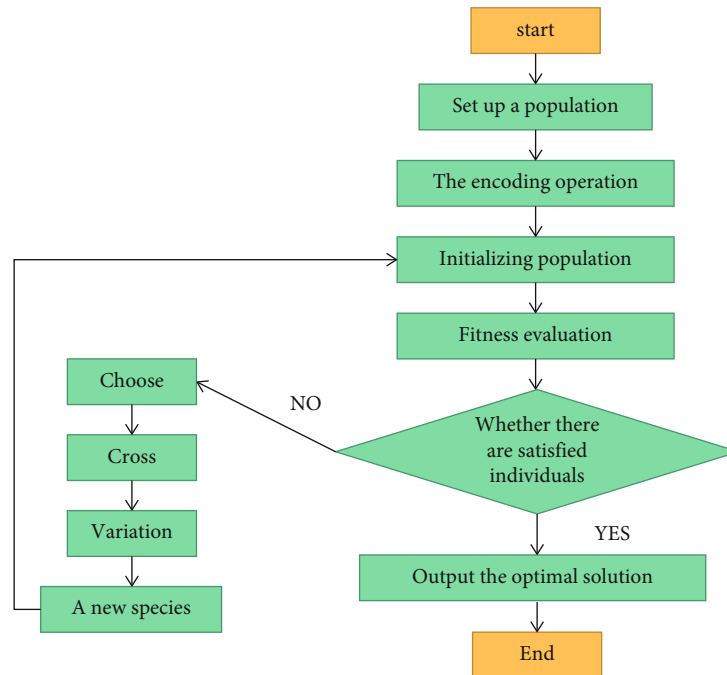 start
Set up a population
The encoding operation
Initializing population
Fitness evaluation
Whether there
are satisfied
individuals
NO
Choose
Cross
Variation
A new species
YES
Output the optimal solution
End